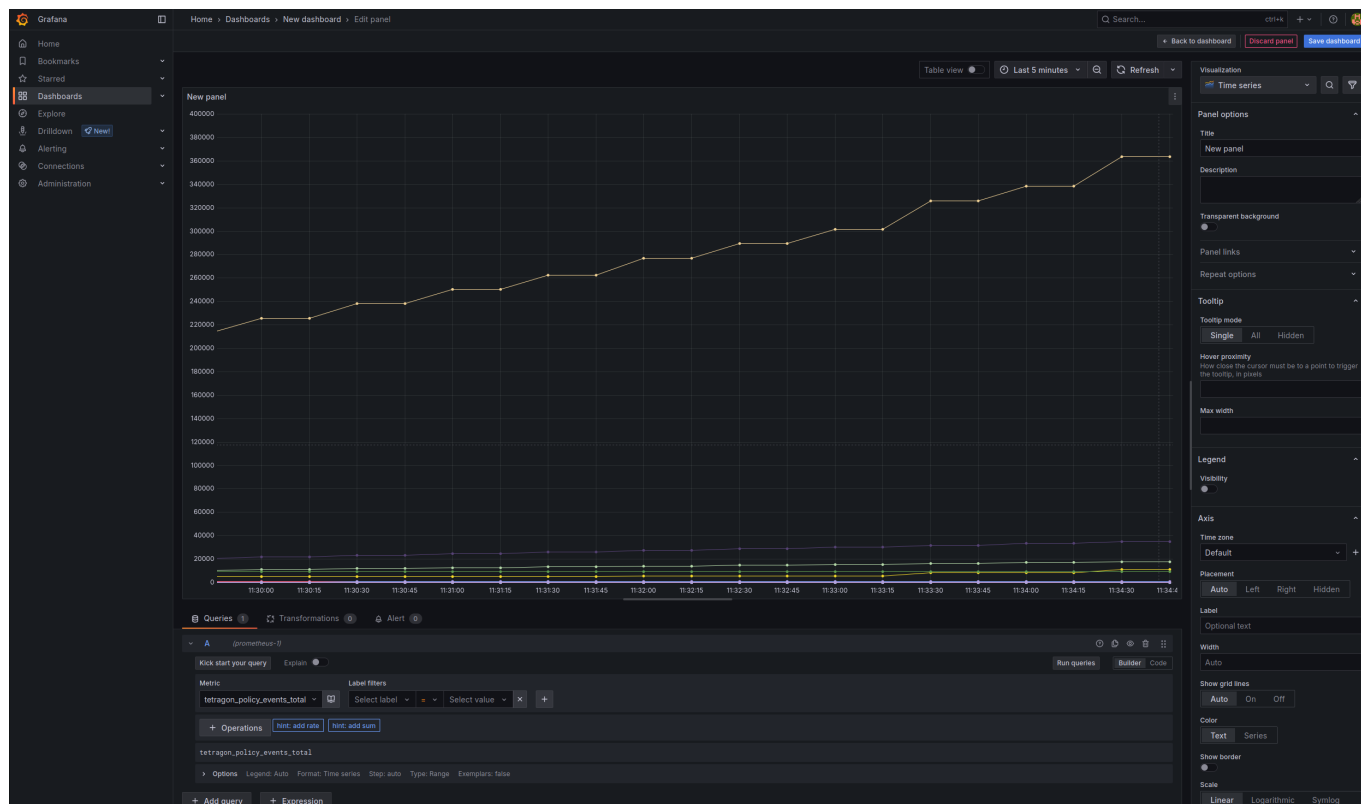 Grafana
Home › Dashboards › New dashboard › Edit panel
Search...
ctrl+k
Back to dashboard
Discard panel
Save dashboard
Home
Bookmarks
Starred
Dashboards
Explore
Drilldown New!
Alerting
Connections
Administration
Table view
Last 5 minutes
Refresh
New panel
400000
380000
360000
340000
320000
300000
280000
260000
240000
220000
200000
180000
160000
140000
120000
100000
80000
60000
40000
20000
0
11:30:00 11:30:15 11:30:30 11:30:45 11:31:00 11:31:15 11:31:30 11:31:45 11:32:00 11:32:15 11:32:30 11:32:45 11:33:00 11:33:15 11:33:30 11:33:45 11:34:00 11:34:15 11:34:30 11:34:4
Queries 1 Transformations 0 Alert 0
A (prometheus-1)
Kick start your query Explain Run queries Builder Code
Metric Label filters
tetragon_policy_events_total Select label = Select value × +
+ Operations hint: add rate hint: add sum
tetragon_policy_events_total
› Options Legend: Auto Format: Time series Step: auto Type: Range Exemplars: false
+ Add query + Expression
Visualization
Time series
Panel options
Title
New panel
Description
Transparent background
Panel links
Repeat options
Tooltip
Tooltip mode
Single All Hidden
Hover proximity
How close the cursor must be to a point to trigger
the tooltip, in pixels
Max width
Legend
Visibility
Axis
Time zone
Default
Placement
Auto Left Right Hidden
Label
Optional text
Width
Auto
Show grid lines
Auto On Off
Color
Text Series
Show border
Scale
Linear Logarithmic Symlog